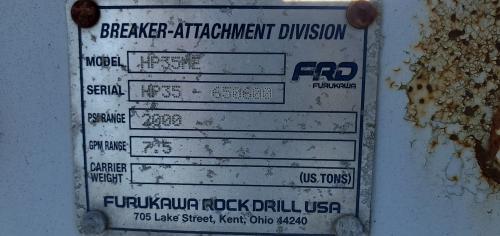 BREAKER-ATTACHMENT DIVISION
MODEL HP35ME
FRD
FURUKAWA
SERIAL HP35 - 650600
PSI RANGE 2000
GPM RANGE 7.5
CARRIER WEIGHT (US TONS)
FURUKAWA ROCK DRILL USA
705 Lake Street, Kent, Ohio 44240